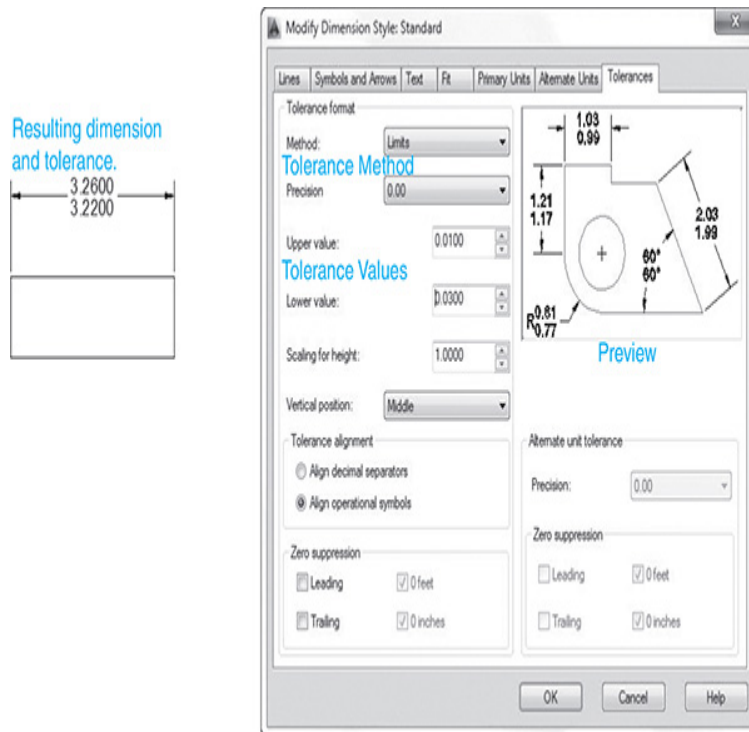 Resulting dimension
and tolerance.
3.2600
3.2200
Modify Dimension Style: Standard
X
Lines
Symbols and Arrows
Text
Fit
Primary Units
Alternate Units
Tolerances
Tolerance format
Method:
Limits
Tolerance Method
Precision
0.00
Upper value:
0.0100
Tolerance Values
Lower value:
0.0300
Scaling for height:
1.0000
Vertical position:
Middle
Tolerance alignment
Align decimal separators
Align operational symbols
Zero suppression
Leading
0 feet
Trailing
0 inches
1.03
0.99
1.21
1.17
2.03
1.99
60°
60°
R0.81
0.77
Preview
Alternate unit tolerance
Precision:
0.00
Zero suppression
Leading
0 feet
Trailing
0 inches
OK
Cancel
Help